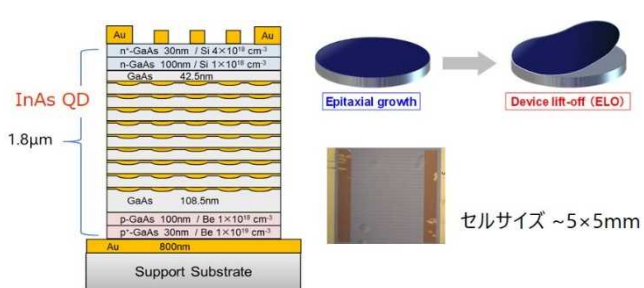 Au
Au
n⁺-GaAs 30nm / Si 4×10¹⁸ cm⁻³
n-GaAs 100nm / Si 1×10¹⁸ cm⁻³
GaAs 42.5nm
InAs QD
1.8μm
GaAs 108.5nm
p-GaAs 100nm / Be 1×10¹⁸ cm⁻³
p⁺-GaAs 30nm / Be 1×10¹⁹ cm⁻³
Au 800nm
Support Substrate
Epitaxial growth
Device lift-off (ELO)
セルサイズ ~5×5mm